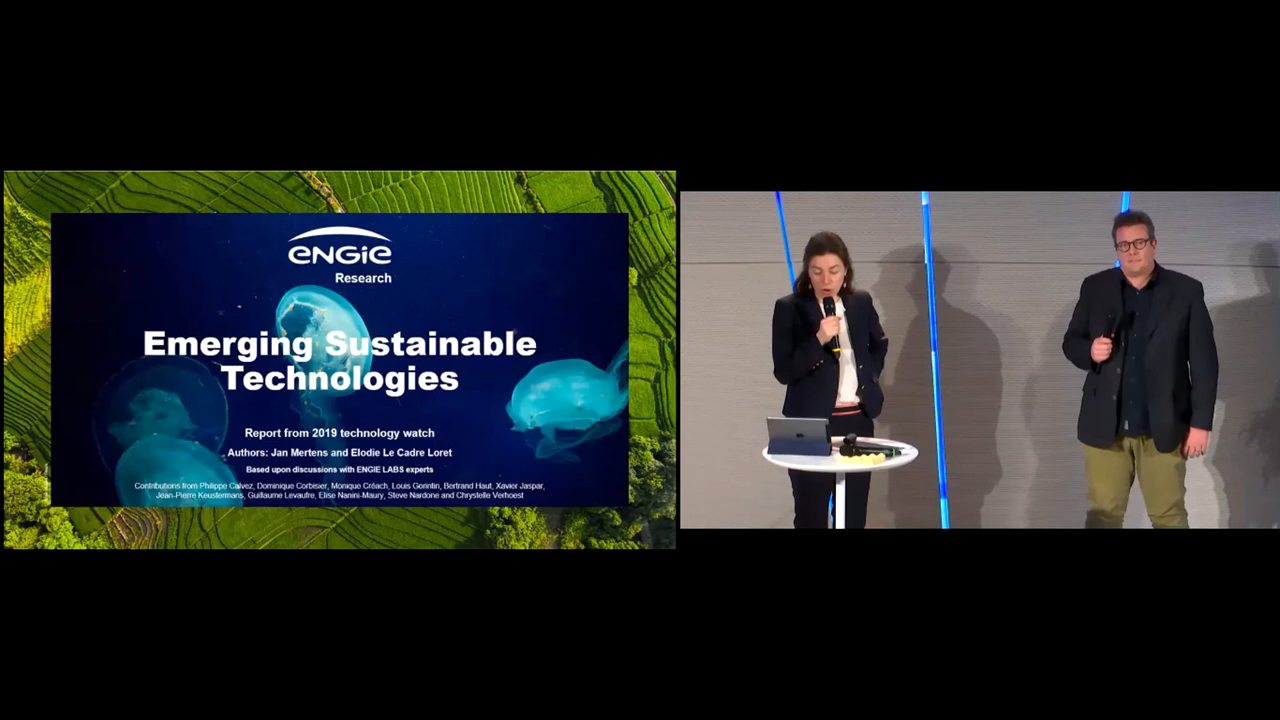 ENGIE
Research
Emerging Sustainable
Technologies
Report from 2019 technology watch
Authors: Jan Mertens and Elodie Le Cadre Loret
Based upon discussions with ENGIE LABS experts
Contributions from Philippe Calvez, Dominique Corbisier, Monique Créach, Louis Gorintin, Bertrand Haut, Xavier Jaspar,
Jean-Pierre Keustermans, Guillaume Levaufre, Elise Nanini-Maury, Steve Nardone and Chrystelle Verhoest